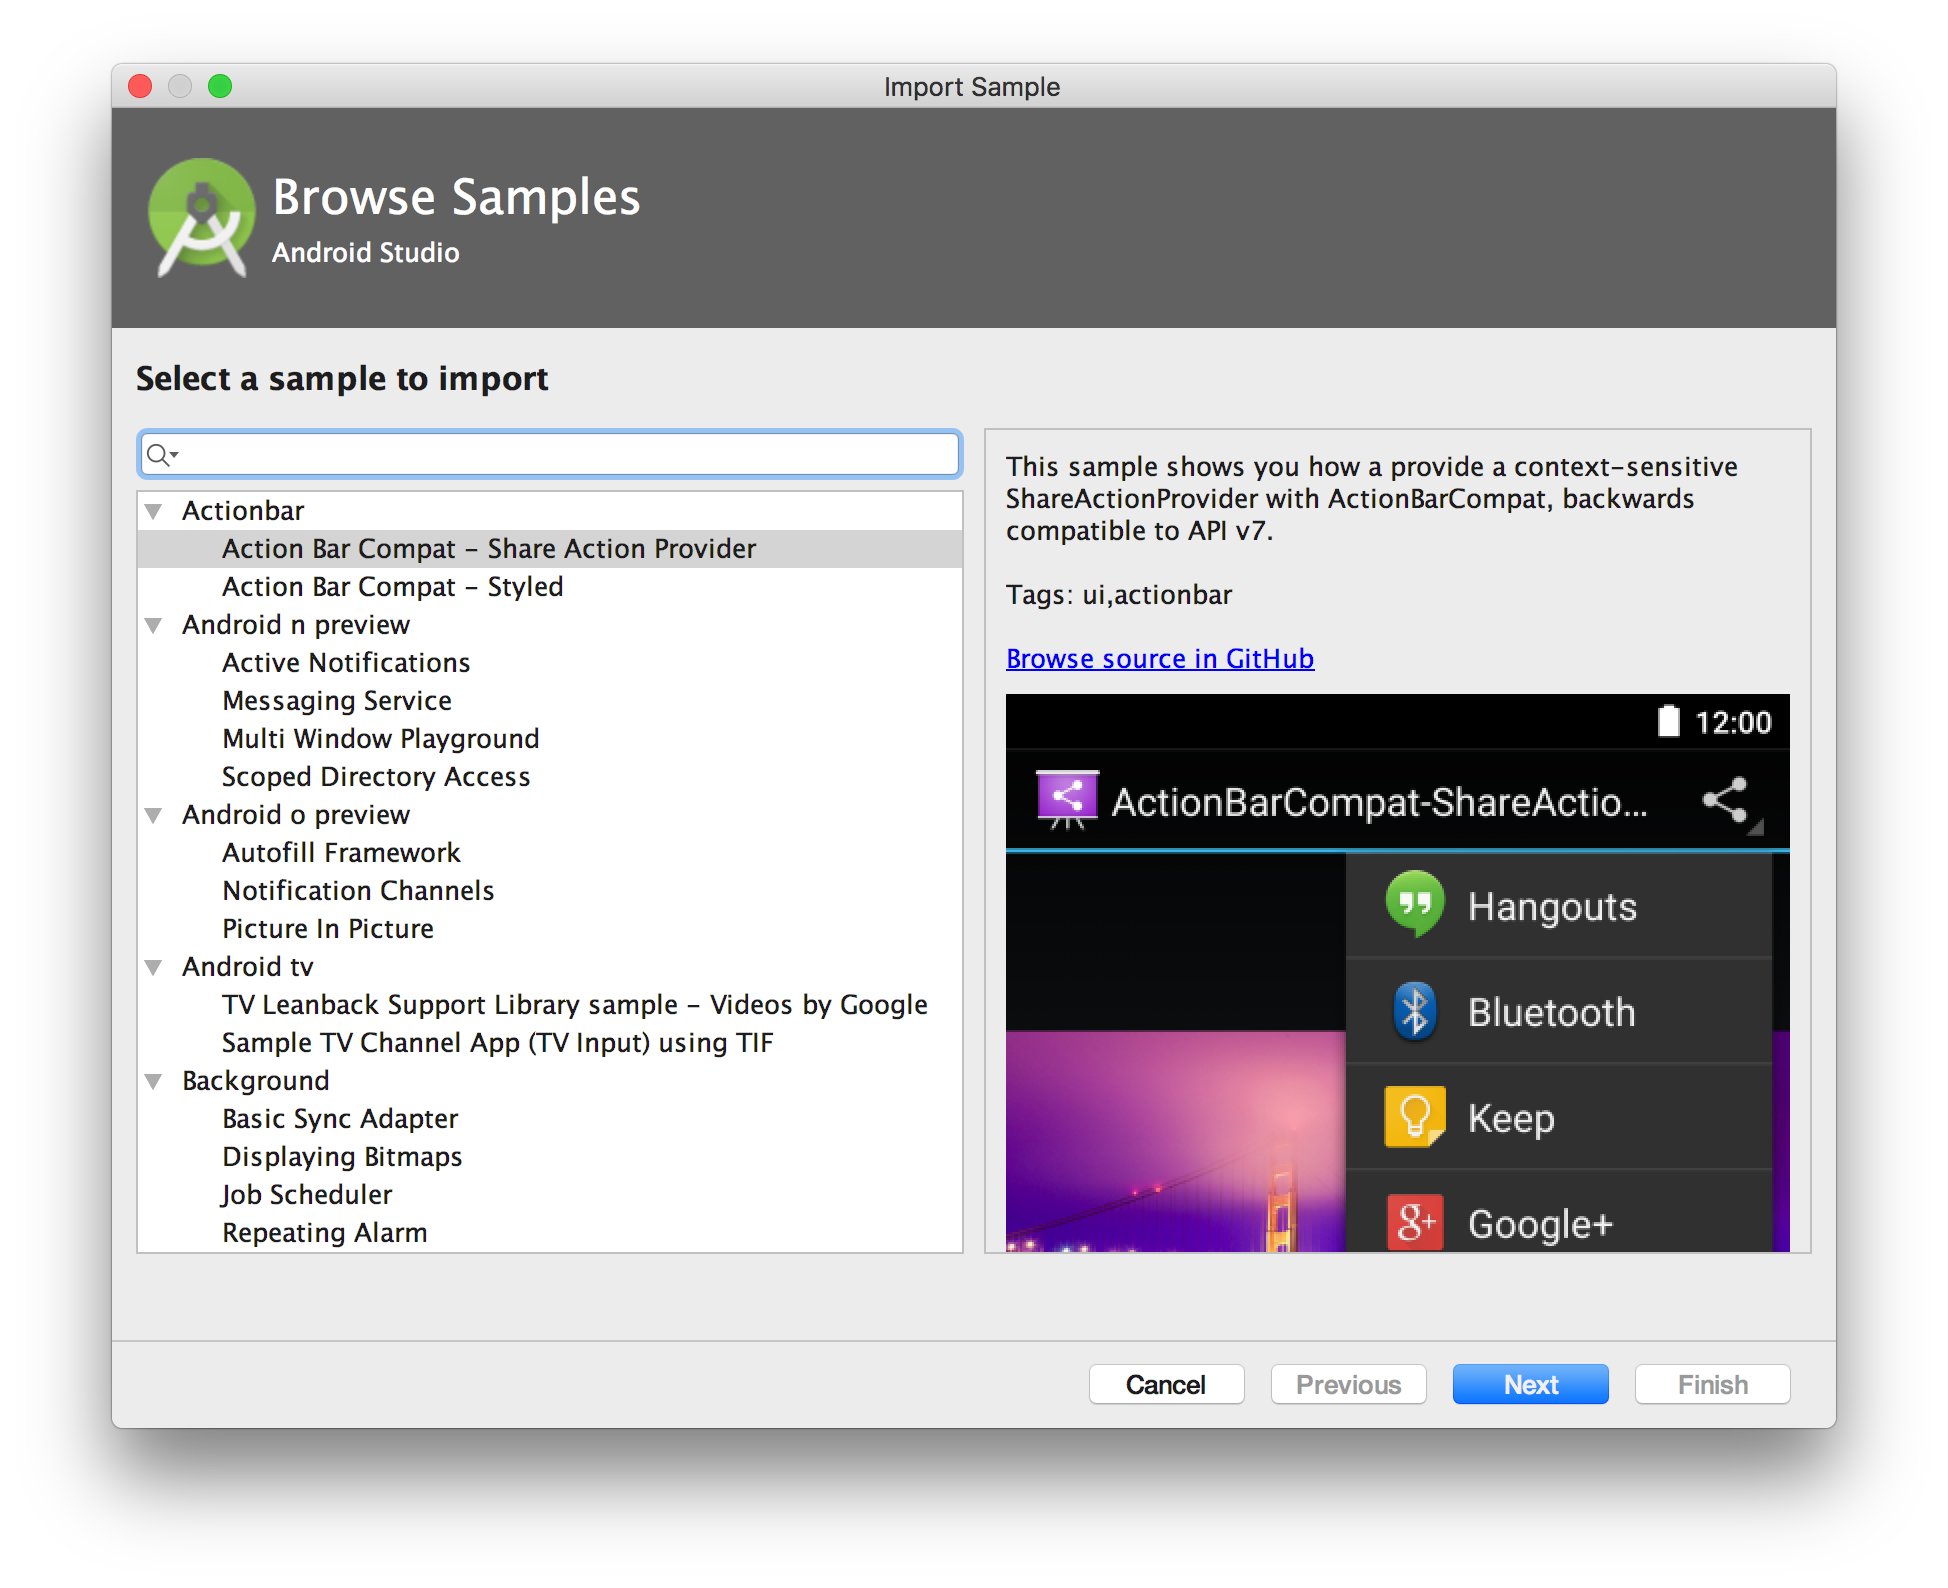 Import Sample
Browse Samples
Android Studio
Select a sample to import
Actionbar
Action Bar Compat – Share Action Provider
Action Bar Compat – Styled
Android n preview
Active Notifications
Messaging Service
Multi Window Playground
Scoped Directory Access
Android o preview
Autofill Framework
Notification Channels
Picture In Picture
Android tv
TV Leanback Support Library sample – Videos by Google
Sample TV Channel App (TV Input) using TIF
Background
Basic Sync Adapter
Displaying Bitmaps
Job Scheduler
Repeating Alarm
This sample shows you how a provide a context-sensitive
ShareActionProvider with ActionBarCompat, backwards
compatible to API v7.
Tags: ui,actionbar
Browse source in GitHub
12:00
ActionBarCompat-ShareActio...
Hangouts
Bluetooth
Keep
g+ Google+
Cancel Previous Next Finish